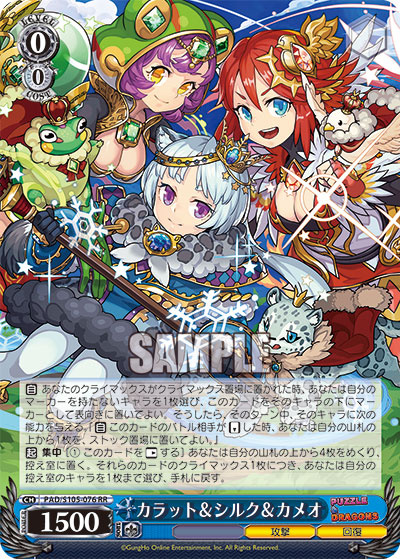 LEVEL
0
0
COST
SAMPLE
自 あなたのクライマックスがクライマックス置場に置かれた時、あなたは自分の
マーカーを持たないキャラを1枚選び、このカードをそのキャラの下にマー
カーとして表向きに置いてよい。そうしたら、そのターン中、そのキャラに次の
能力を与える。『自 このカードのバトル相手が した時、あなたは自分の山札の
上から1枚を、ストック置場に置いてよい。』
起 集中 ① このカードを する] あなたは自分の山札の上から4枚をめくり、
控え室に置く。それらのカードのクライマックス1枚につき、あなたは自分の控
え室のキャラを1枚まで選び、手札に戻す。
CH PAD/S105-076 RR
カラット&シルク&カメオ
PUZZLE & DRAGONS
1500
攻撃
回復
©GungHo Online Entertainment, Inc. All Rights Reserved.